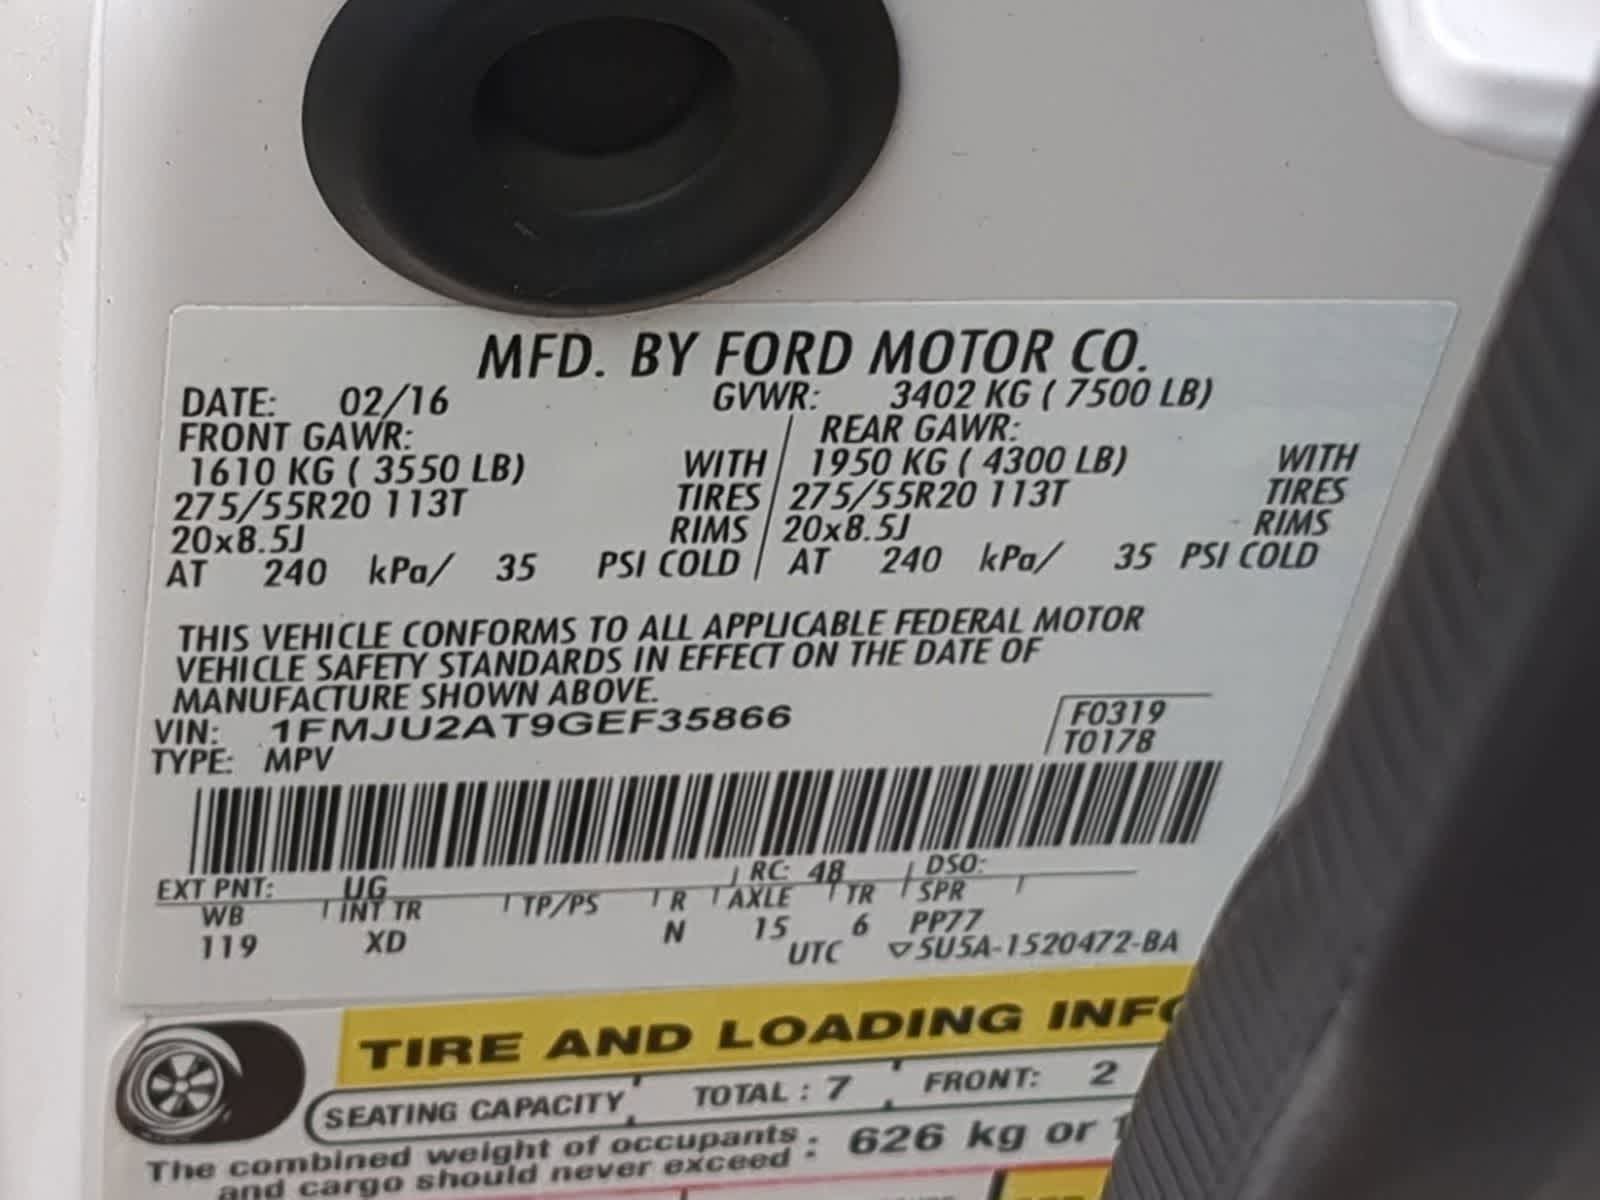 MFD. BY FORD MOTOR CO.
DATE: 02/16 GVWR: 3402 KG ( 7500 LB)
FRONT GAWR: REAR GAWR:
1610 KG ( 3550 LB) WITH 1950 KG ( 4300 LB) WITH
275/55R20 113T TIRES 275/55R20 113T TIRES
20x8.5J RIMS 20x8.5J RIMS
AT 240 kPa/ 35 PSI COLD AT 240 kPa/ 35 PSI COLD
THIS VEHICLE CONFORMS TO ALL APPLICABLE FEDERAL MOTOR
VEHICLE SAFETY STANDARDS IN EFFECT ON THE DATE OF
MANUFACTURE SHOWN ABOVE.
VIN: 1FMJU2AT9GEF35866 F0319
TYPE: MPV T0178
EXT PNT: UG RC: 48 DSO:
WB INT TR TP/PS R AXLE TR SPR
119 XD N 15 6 PP77
UTC ▽5U5A-1520472-BA
TIRE AND LOADING
SEATING CAPACITY TOTAL : 7 FRONT: 2
The combined weight of occupants : 626 kg or
and cargo should never exceed